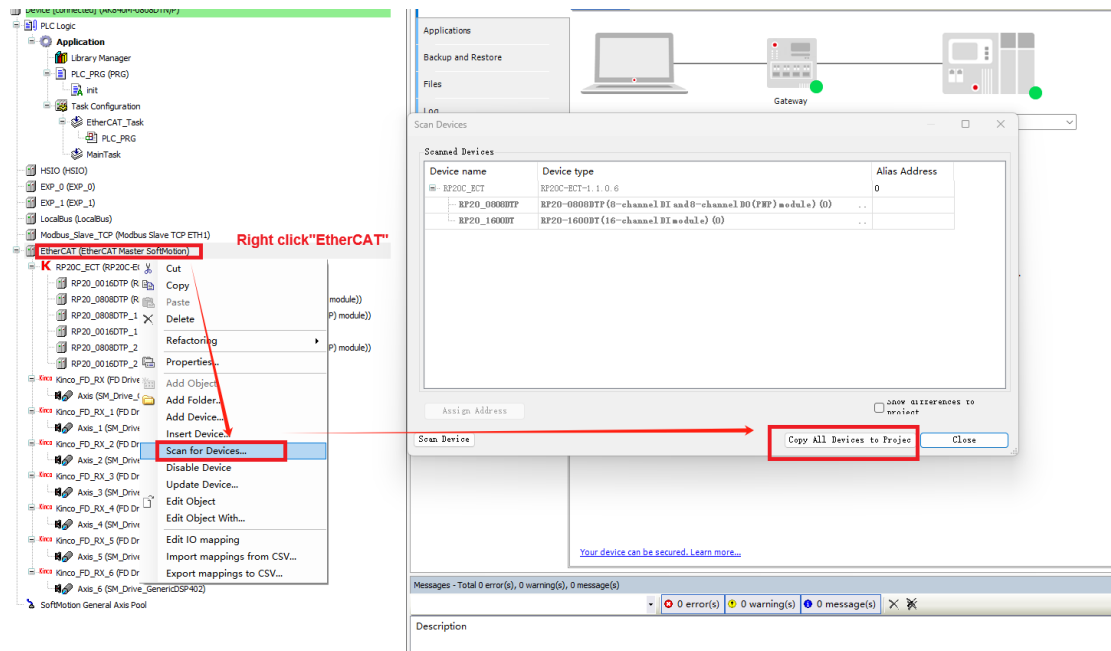 Device [connected] (AK840M-0808DTN/P)
PLC Logic
Application
Library Manager
PLC_PRG (PRG)
init
Task Configuration
EtherCAT_Task
PLC_PRG
MainTask
HSIO (HSIO)
EXP_0 (EXP_0)
EXP_1 (EXP_1)
LocalBus (LocalBus)
Modbus_Slave_TCP (Modbus Slave TCP ETH1)
Right click"EtherCAT"
EtherCAT (EtherCAT Master SoftMotion)
K RP20C_ECT (RP20C-E
RP20_0016DTP (R
RP20_0808DTP (R
module))
RP20_0808DTP_1
P) module))
RP20_0016DTP_1
RP20_0808DTP_2
P) module))
RP20_0016DTP_2
Kinco Kinco_FD_RX (FD Drive
Axis (SM_Drive_
Kinco Kinco_FD_RX_1 (FD Dr
Axis_1 (SM_Drive
Kinco Kinco_FD_RX_2 (FD Dr
Axis_2 (SM_Drive
Kinco Kinco_FD_RX_3 (FD Dr
Axis_3 (SM_Drive
Kinco Kinco_FD_RX_4 (FD Dr
Axis_4 (SM_Drive
Kinco Kinco_FD_RX_5 (FD Dr
Axis_5 (SM_Drive
Kinco Kinco_FD_RX_6 (FD Dr
Axis_6 (SM_Drive_GenericDSP402)
SoftMotion General Axis Pool
Cut
Copy
Paste
Delete
Refactoring
Properties...
Add Object
Add Folder...
Add Device...
Insert Device...
Scan for Devices...
Disable Device
Update Device...
Edit Object
Edit Object With...
Edit IO mapping
Import mappings from CSV...
Export mappings to CSV...
Applications
Backup and Restore
Files
Log
Gateway
Scan Devices
Scanned Devices
Device name Device type Alias Address
RP20C_ECT RP20C-ECT-1.1.0.6 0
RP20_0808DTP RP20-0808DTP(8-channel DI and 8-channel DO(PNP) module)(0) ..
RP20_1600DT RP20-1600DT(16-channel DI module)(0) ..
Assign Address
Show differences to
project
Scan Device
Copy All Devices to Projec
Close
Your device can be secured. Learn more...
Messages - Total 0 error(s), 0 warning(s), 0 message(s)
0 error(s) 0 warning(s) 0 message(s)
Description